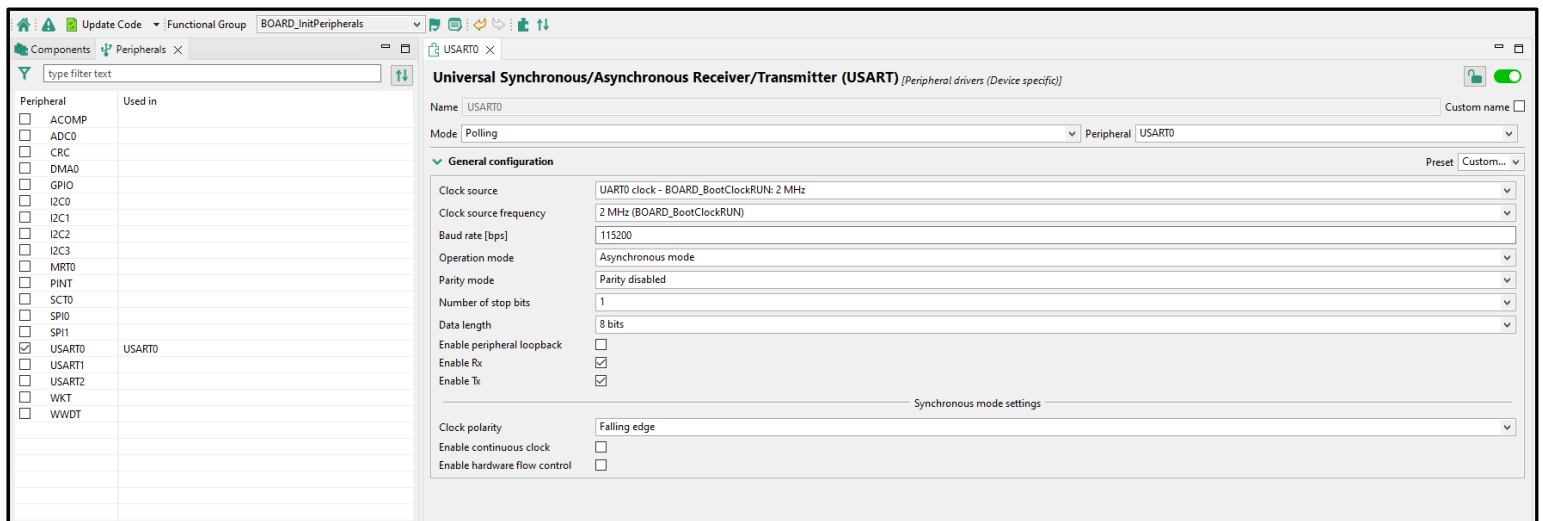 Update Code Functional Group BOARD_InitPeripherals
Components Peripherals
type filter text
Peripheral Used in
ACOMP
ADC0
CRC
DMA0
GPIO
I2C0
I2C1
I2C2
I2C3
MRT0
PINT
SCT0
SPI0
SPI1
USART0 USART0
USART1
USART2
WKT
WWDT
USART0
Universal Synchronous/Asynchronous Receiver/Transmitter (USART) [Peripheral drivers (Device specific)]
Name USART0 Custom name
Mode Polling Peripheral USART0
General configuration Preset Custom...
Clock source UART0 clock - BOARD_BootClockRUN: 2 MHz
Clock source frequency 2 MHz (BOARD_BootClockRUN)
Baud rate [bps] 115200
Operation mode Asynchronous mode
Parity mode Parity disabled
Number of stop bits 1
Data length 8 bits
Enable peripheral loopback
Enable Rx
Enable Tx
Synchronous mode settings
Clock polarity Falling edge
Enable continuous clock
Enable hardware flow control